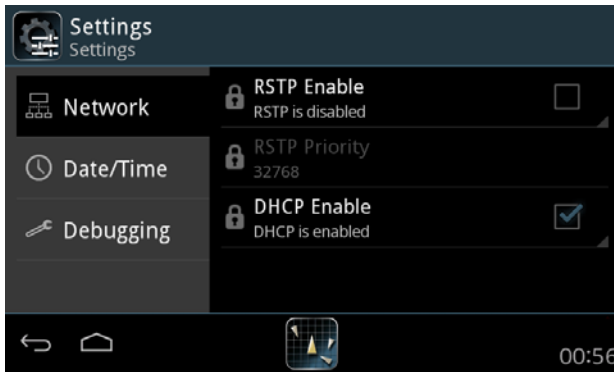 Settings
Settings
Network
Date/Time
Debugging
RSTP Enable
RSTP is disabled
RSTP Priority
32768
DHCP Enable
DHCP is enabled
00:56